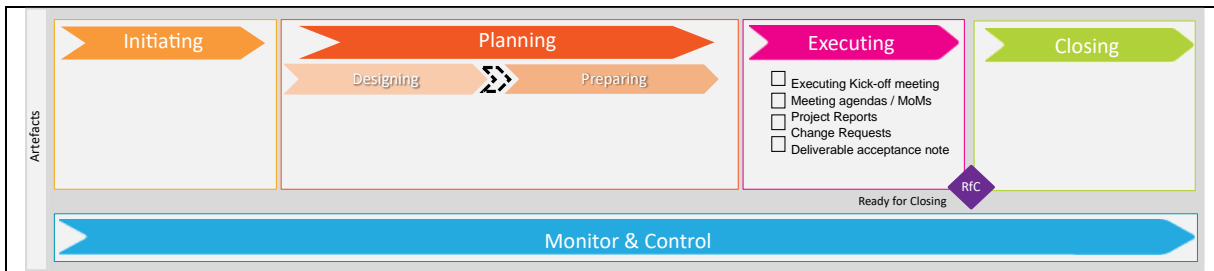 Artefacts
Initiating
Planning
Executing
Closing
Designing
Preparing
Executing Kick-off meeting
Meeting agendas / MoMs
Project Reports
Change Requests
Deliverable acceptance note
RfC
Ready for Closing
Monitor & Control